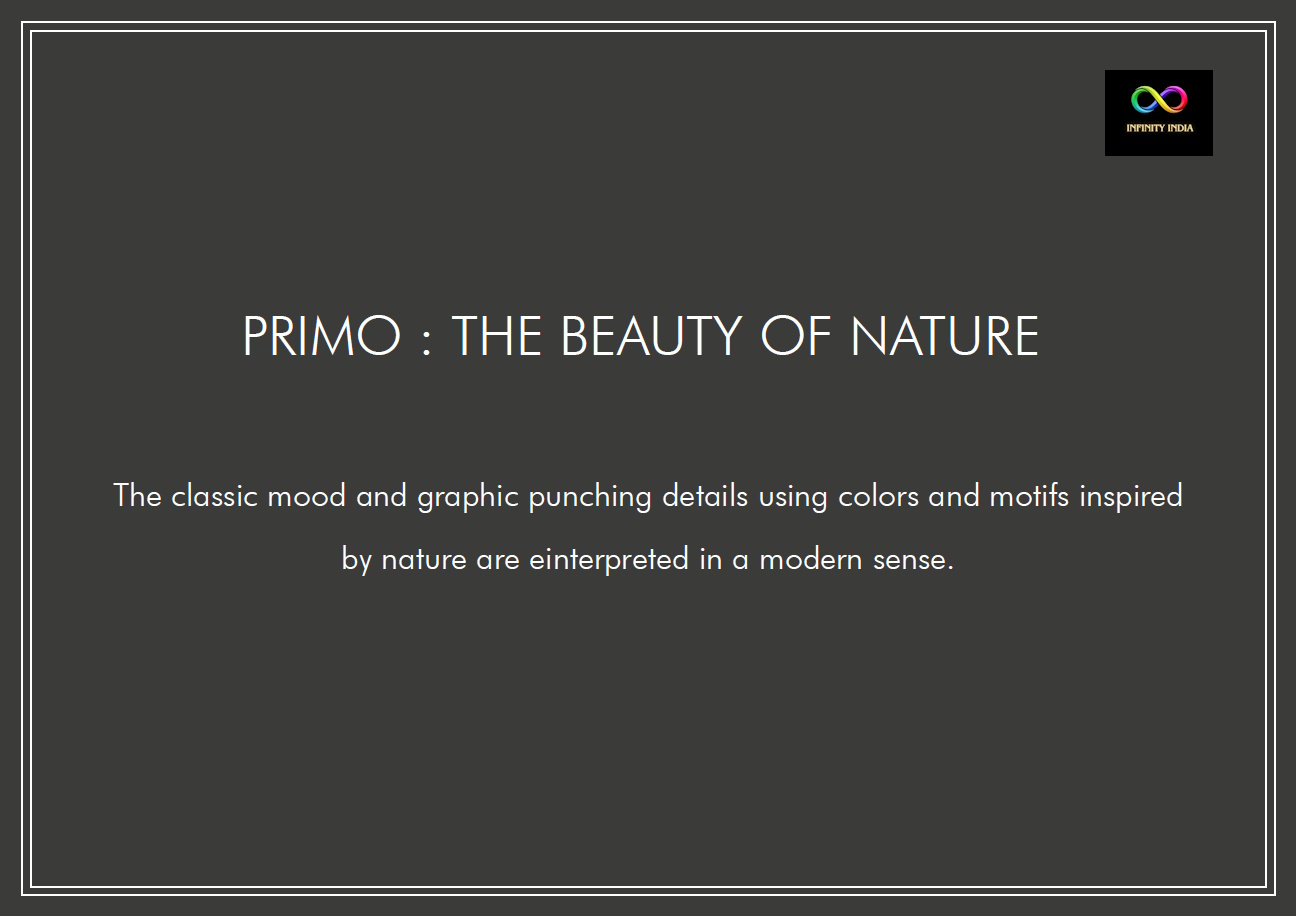 INFINITY INDIA
PRIMO : THE BEAUTY OF NATURE
The classic mood and graphic punching details using colors and motifs inspired
by nature are einterpreted in a modern sense.